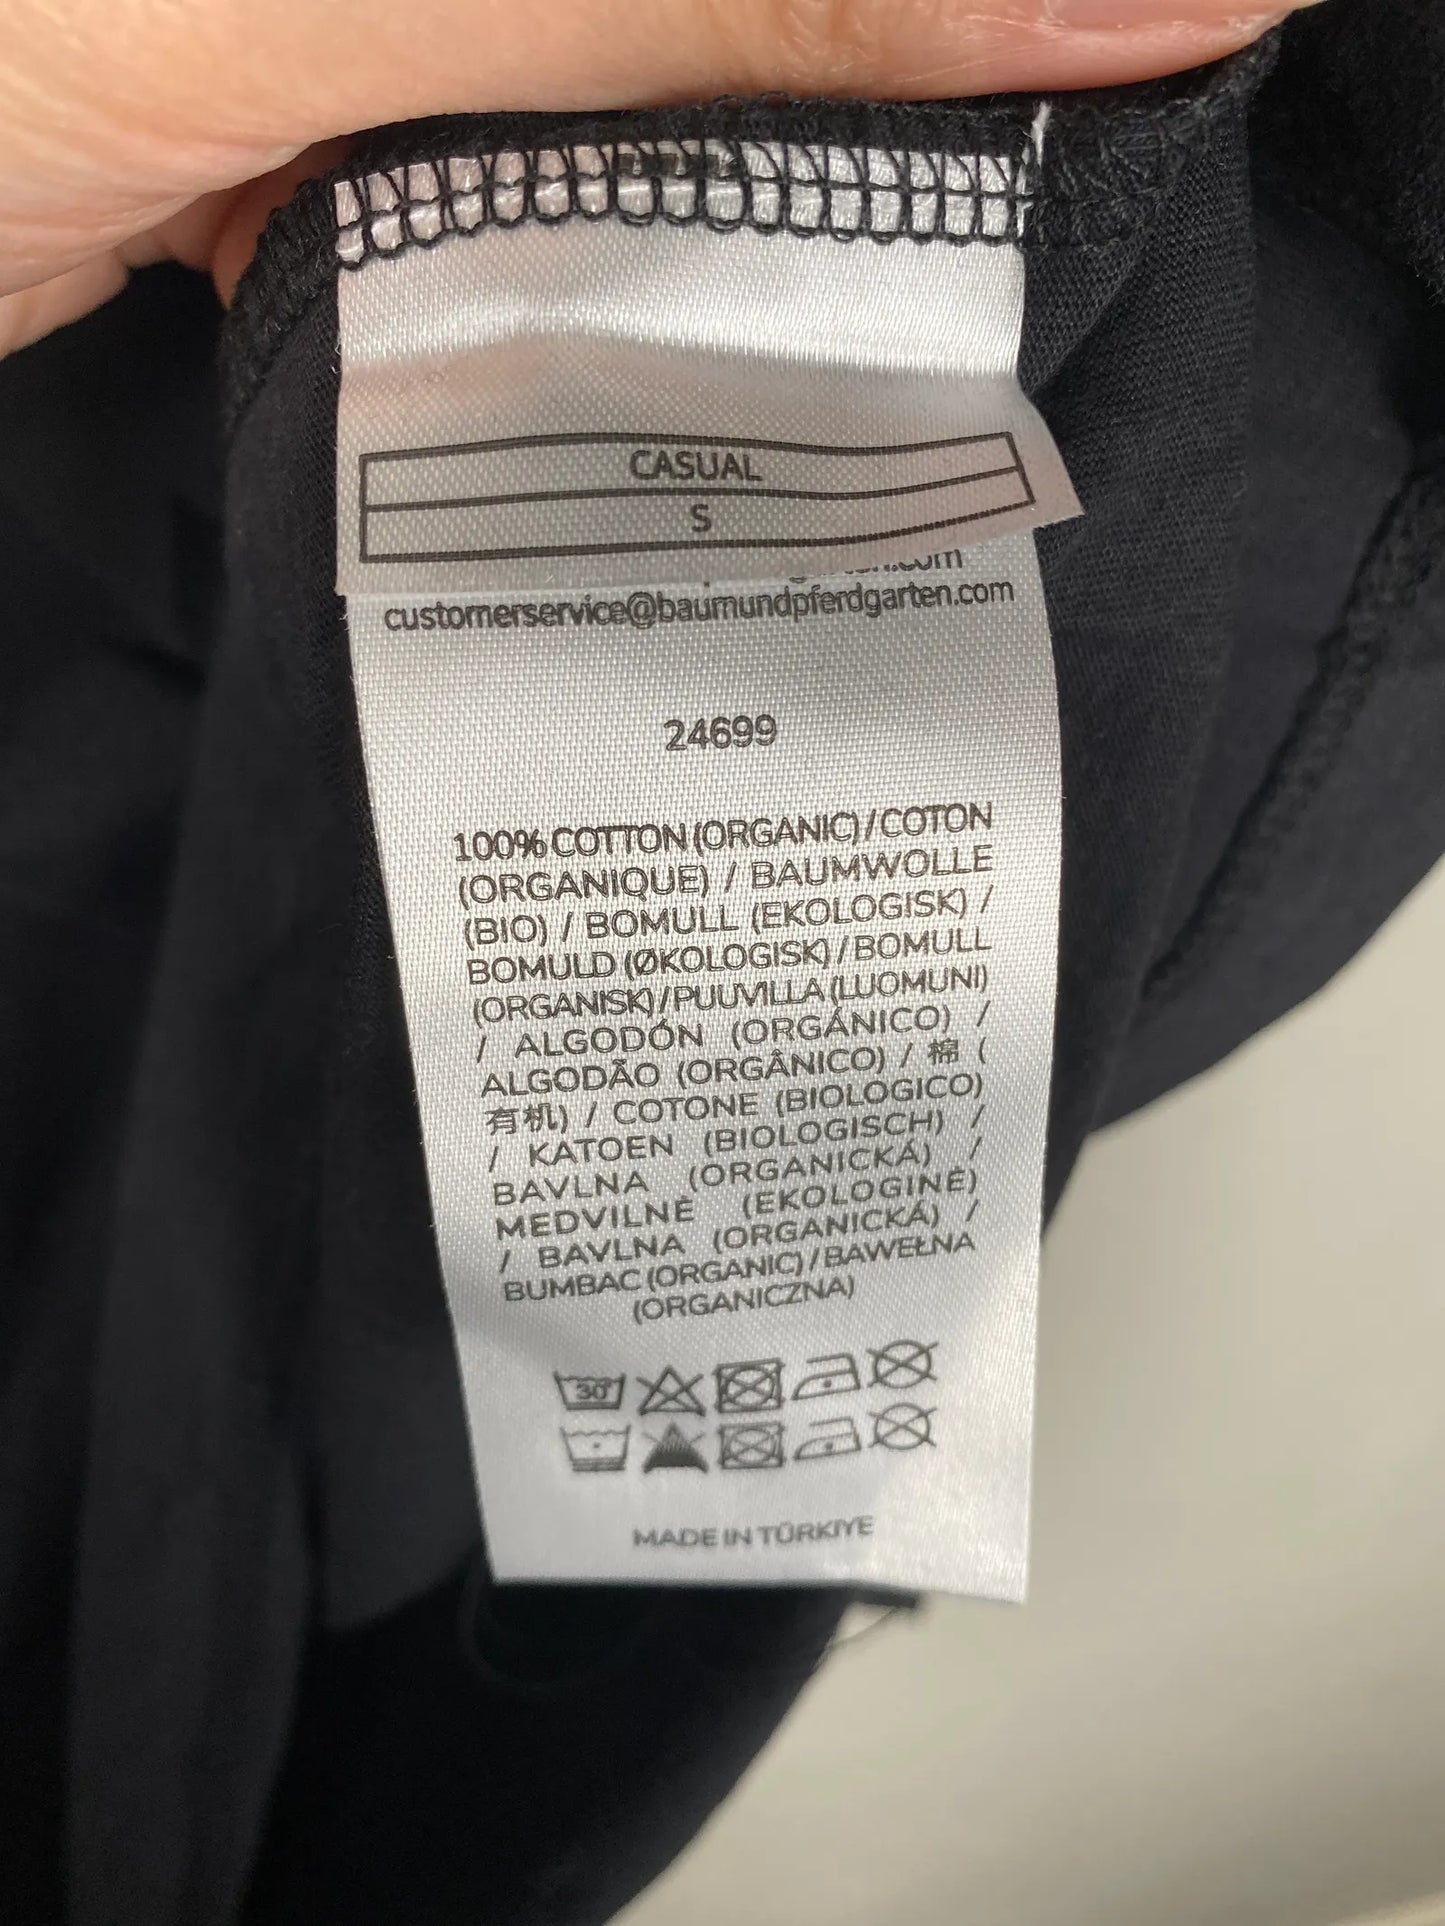 CASUAL
S
customerservice@baumundpferdgarten.com
24699
100% COTTON (ORGANIC) / COTON
(ORGANIQUE) / BAUMWOLLE
(BIO) / BOMULL (EKOLOGISK) /
BOMULD (ØKOLOGISK) / BOMULL
(ORGANISK) / PUUVILLA (LUOMUNI)
/ ALGODÓN (ORGÁNICO) /
ALGODÃO (ORGÂNICO) / 棉 (
有机) / COTONE (BIOLOGICO)
/ KATOEN (BIOLOGISCH) /
BAVLNA (ORGANICKÁ) /
MEDVILNĖ (EKOLOGINĖ)
/ BAVLNA (ORGANICKÁ) /
BUMBAC (ORGANIC) / BAWEŁNA
(ORGANICZNA)
30°
MADE IN TÜRKIYE